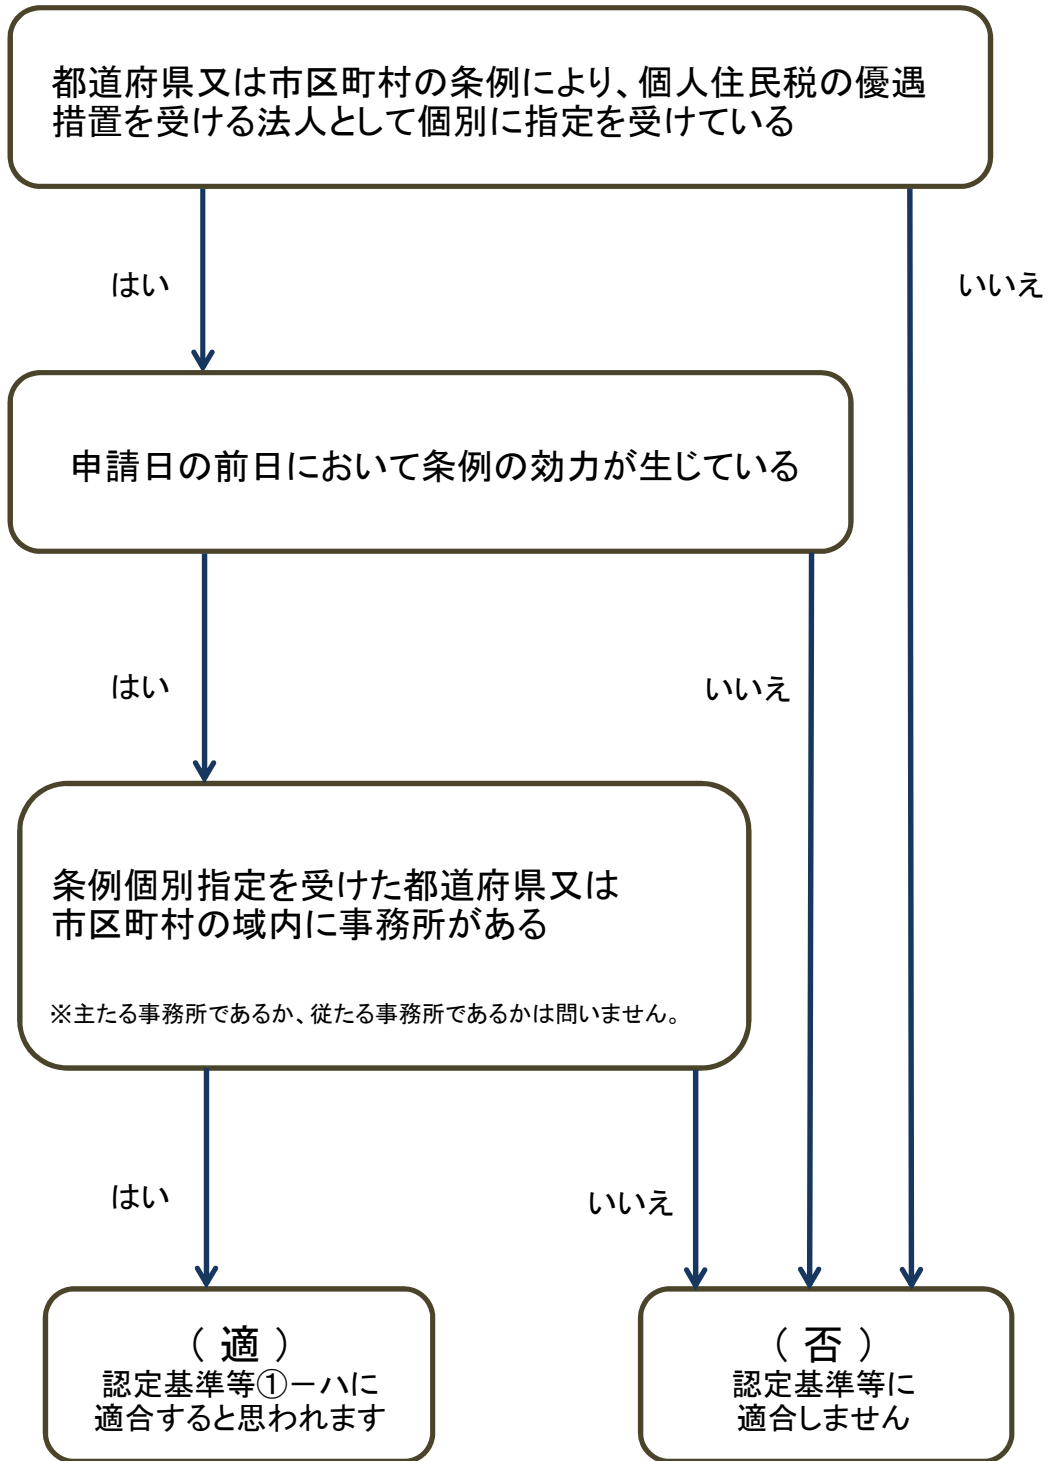 都道府県又は市区町村の条例により、個人住民税の優遇
措置を受ける法人として個別に指定を受けている
はい
いいえ
申請日の前日において条例の効力が生じている
はい
いいえ
条例個別指定を受けた都道府県又は
市区町村の域内に事務所がある
※主たる事務所であるか、従たる事務所であるかは問いません。
はい
いいえ
（ 適 ）
認定基準等①－ハに
適合すると思われます
（ 否 ）
認定基準等に
適合しません